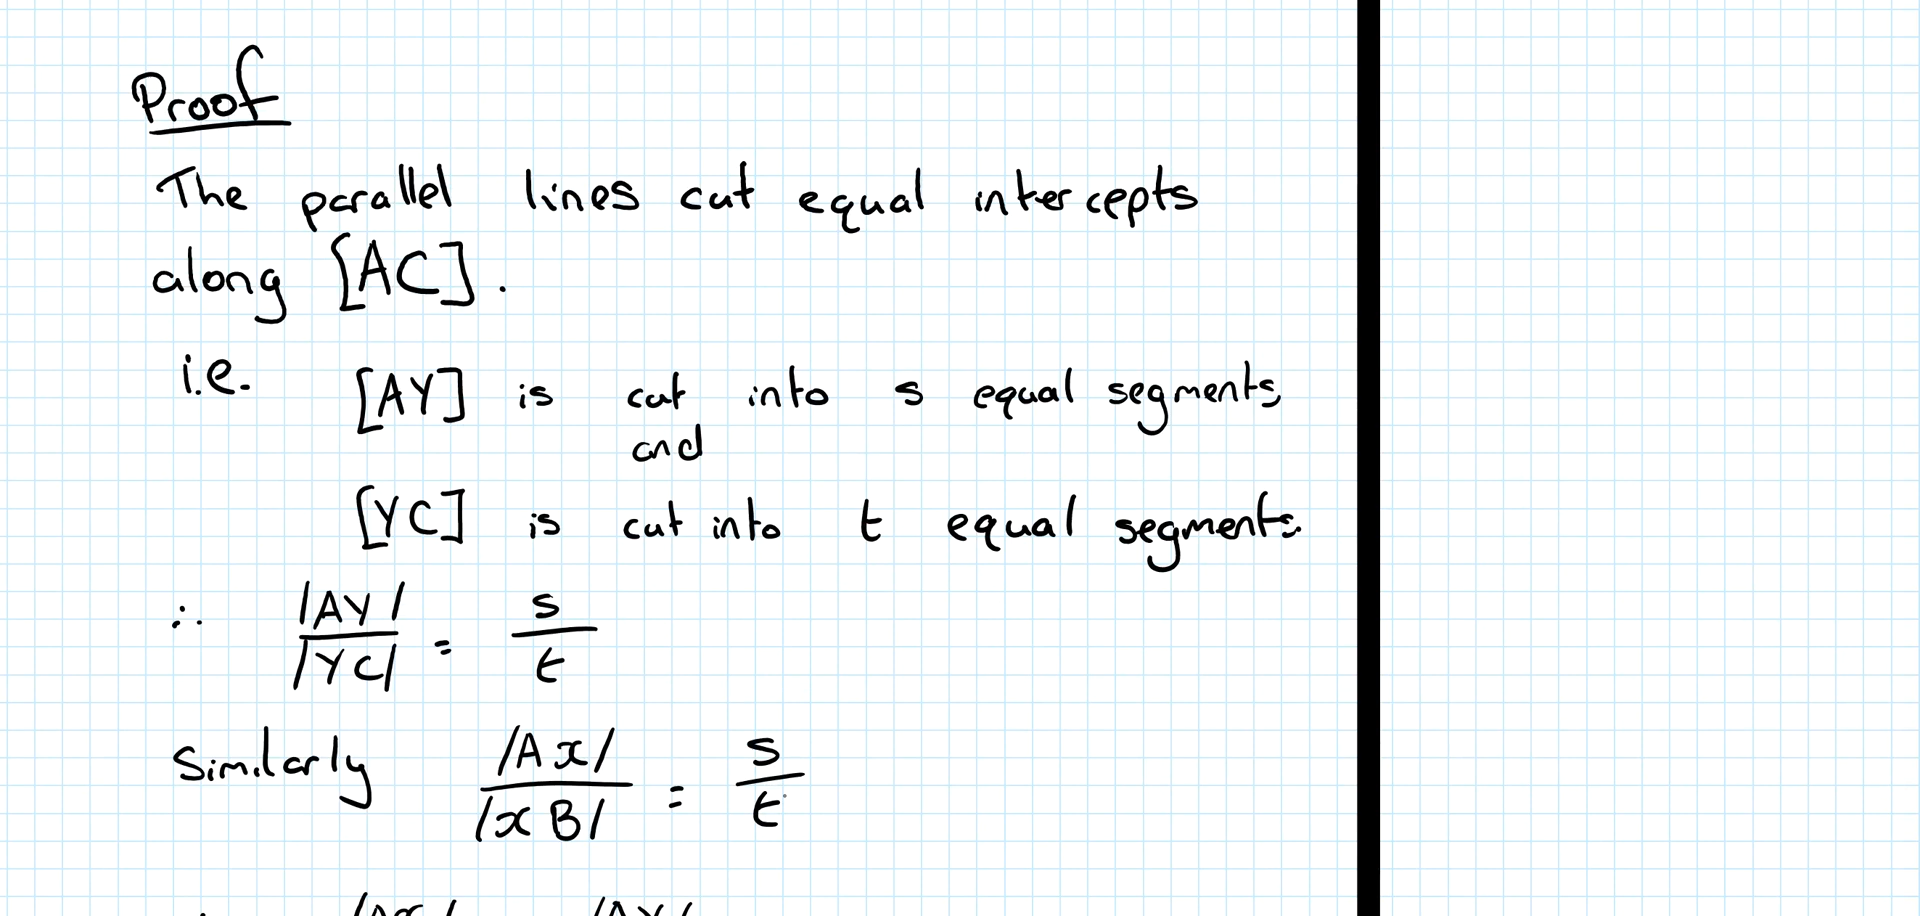 Proof
The parallel lines cut equal intercepts
along [AC].
i.e. [AY] is cut into s equal segments
and
[YC] is cut into t equal segments.
∴ |AY| / |YC| = s / t
Similarly |Ax| / |xB| = s / t